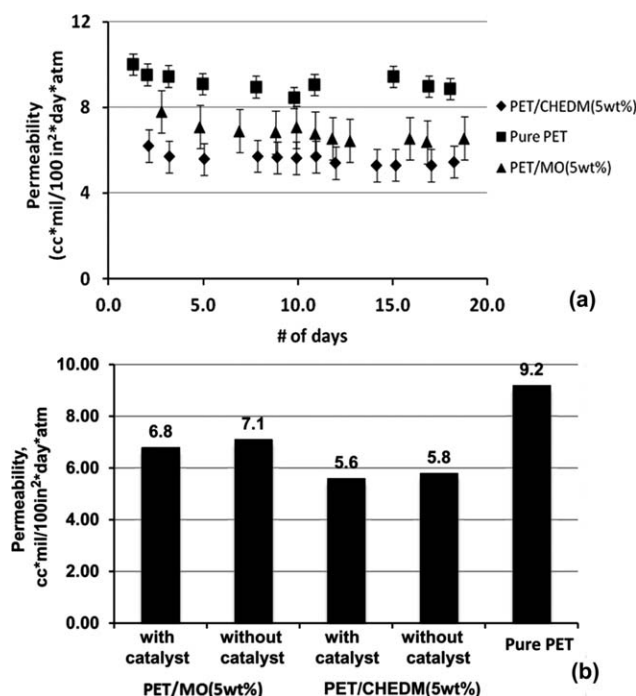 12
8
4
0
Permeability
(cc*mil/100 in²*day*atm
0.0
5.0
10.0
15.0
20.0
# of days
◆ PET/CHEDM(5wt%)
■ Pure PET
▲ PET/MO(5wt%)
(a)
10.00
8.00
6.00
4.00
2.00
0.00
Permeability,
cc*mil/100in²*day*atm
6.8
7.1
5.6
5.8
9.2
with catalyst
without catalyst
with catalyst
without catalyst
Pure PET
PET/MO(5wt%)
PET/CHEDM(5wt%)
(b)